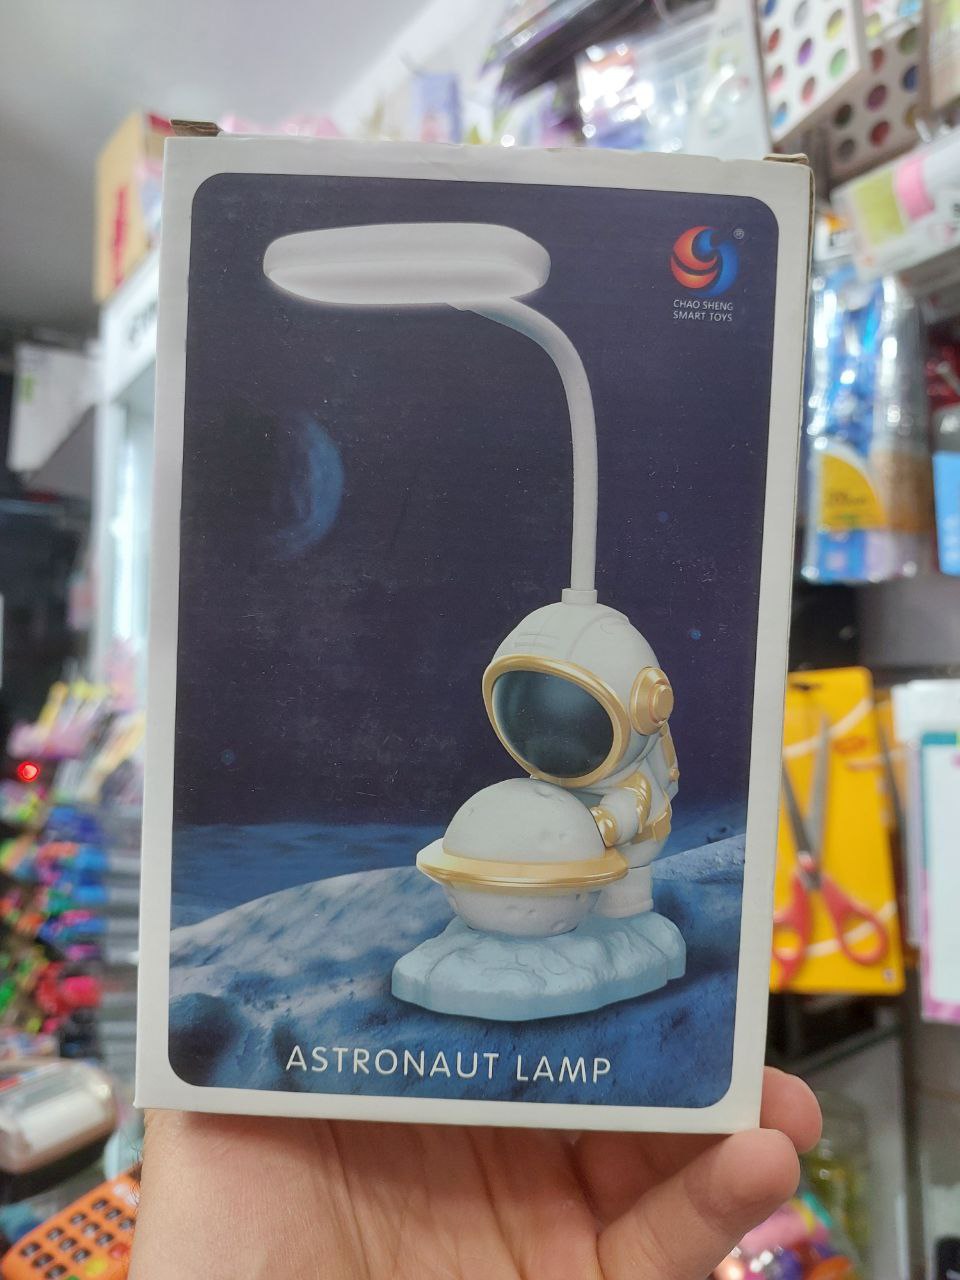 ®
CHAO SHENG
SMART TOYS
ASTRONAUT LAMP